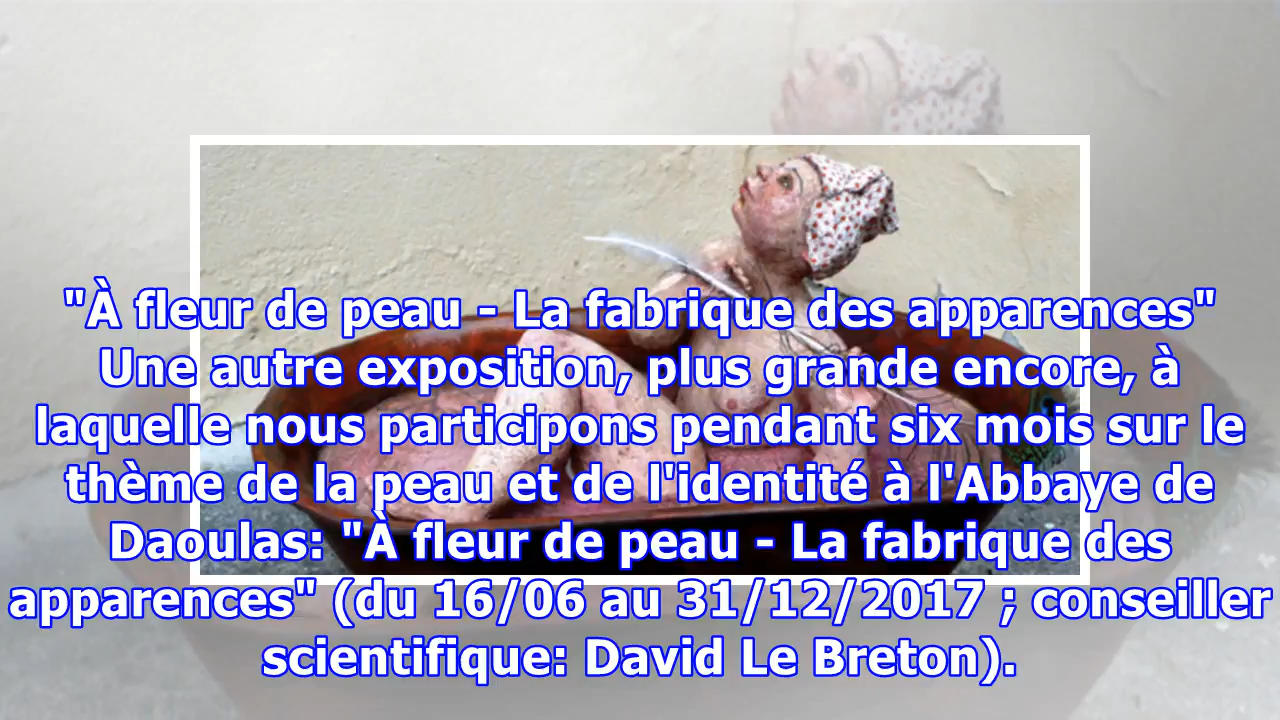 "À fleur de peau - La fabrique des apparences"
Une autre exposition, plus grande encore, à
laquelle nous participons pendant six mois sur le
thème de la peau et de l'identité à l'Abbaye de
Daoulas: "À fleur de peau - La fabrique des
apparences" (du 16/06 au 31/12/2017 ; conseiller
scientifique: David Le Breton).